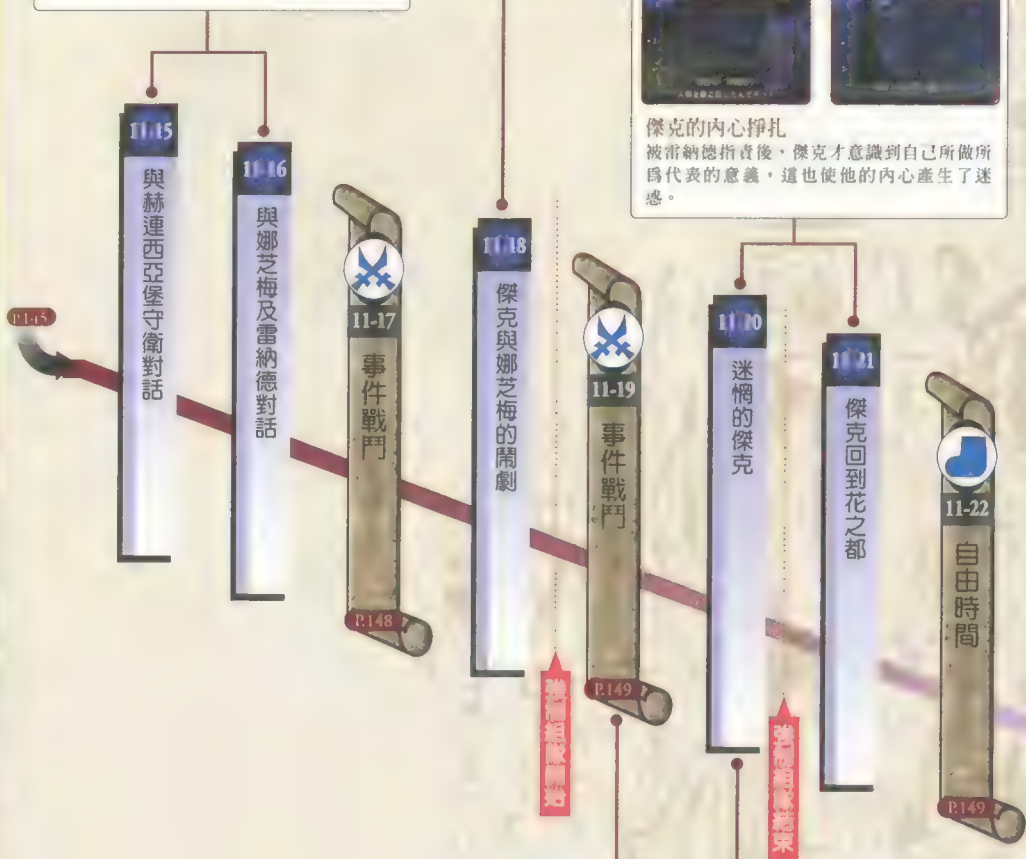 傑克的內心掙扎
被雷納德指責後，傑克才意識到自己所做所
為代表的意義，這也使他的內心產生了迷
惑。
P.145
11-15
與赫連西亞堡守衛對話
11-16
與娜芝梅及雷納德對話
11-17
事件戰鬥
P.148
11-18
傑克與娜芝梅的鬧劇
11-19
事件戰鬥
P.149
11-20
迷惘的傑克
11-21
傑克回到花之都
11-22
自由時間
P.149